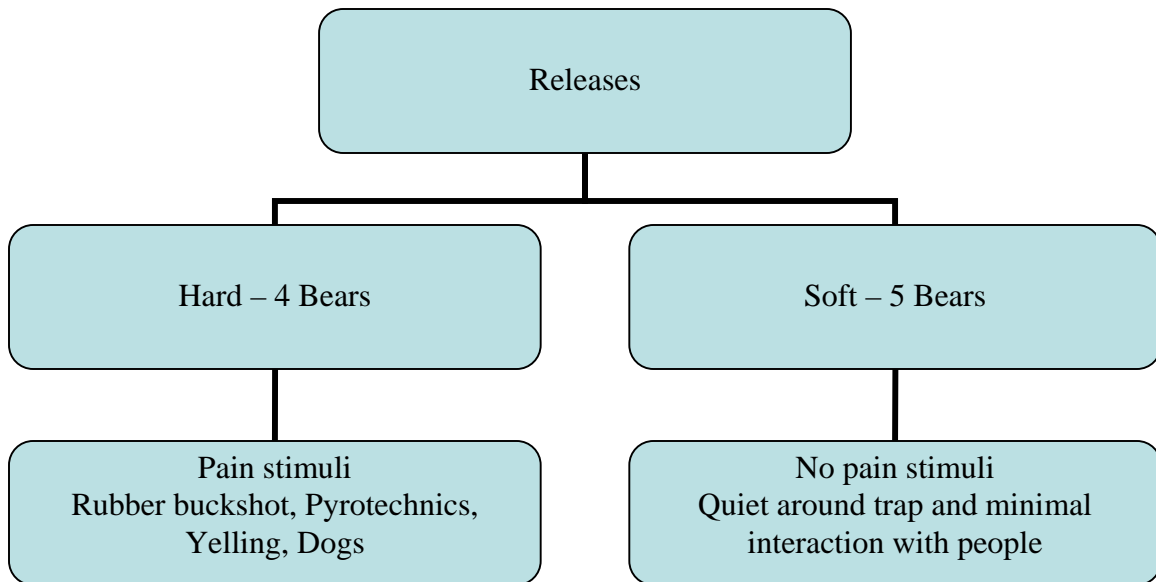 Releases
Hard – 4 Bears
Soft – 5 Bears
Pain stimuli
Rubber buckshot, Pyrotechnics,
Yelling, Dogs
No pain stimuli
Quiet around trap and minimal
interaction with people